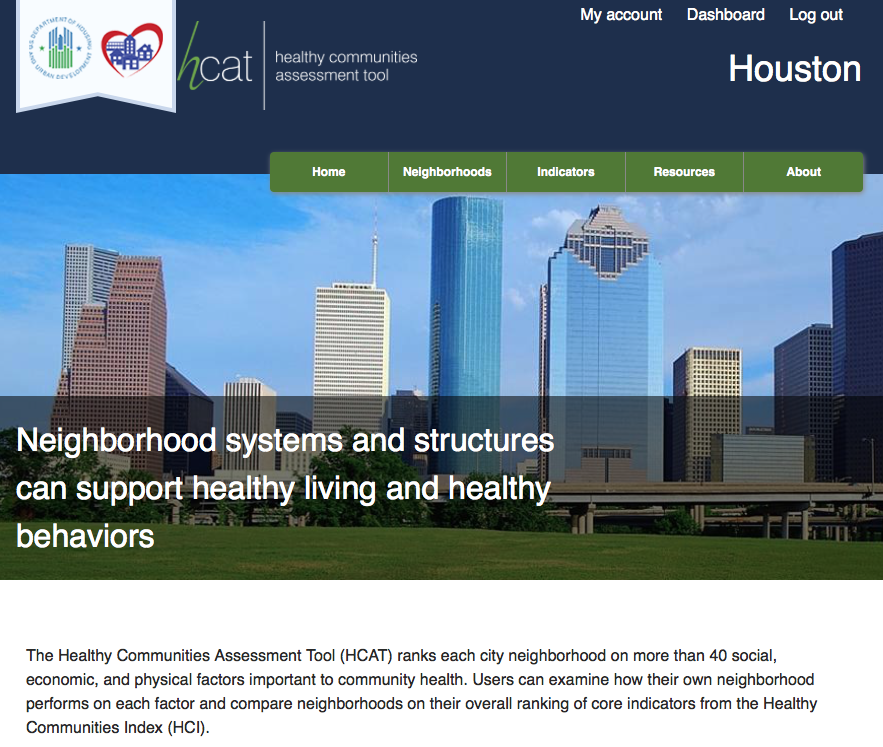 My account Dashboard Log out
U.S. DEPARTMENT OF HOUSING AND URBAN DEVELOPMENT
hcat
healthy communities
assessment tool
Houston
Home Neighborhoods Indicators Resources About
Neighborhood systems and structures
can support healthy living and healthy
behaviors
The Healthy Communities Assessment Tool (HCAT) ranks each city neighborhood on more than 40 social,
economic, and physical factors important to community health. Users can examine how their own neighborhood
performs on each factor and compare neighborhoods on their overall ranking of core indicators from the Healthy
Communities Index (HCI).